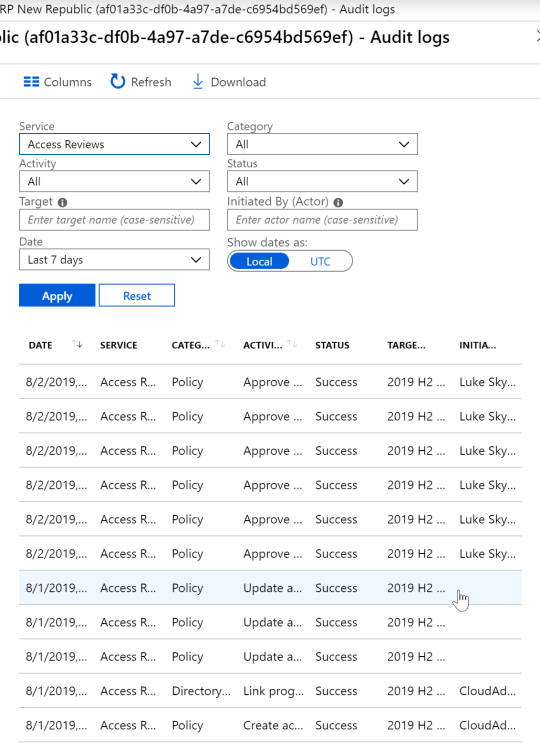 RP New Republic (af01a33c-df0b-4a97-a7de-c6954bd569ef) - Audit logs
lic (af01a33c-df0b-4a97-a7de-c6954bd569ef) - Audit logs
Columns Refresh Download
Service Category
Access Reviews All
Activity Status
All All
Target Initiated By (Actor)
Enter target name (case-sensitive) Enter actor name (case-sensitive)
Date Show dates as:
Last 7 days Local UTC
Apply Reset
DATE SERVICE CATEG... ACTIVI... STATUS TARGE... INITIA...
8/2/2019,... Access R... Policy Approve ... Success 2019 H2 ... Luke Sky...
8/2/2019,... Access R... Policy Approve ... Success 2019 H2 ... Luke Sky...
8/2/2019,... Access R... Policy Approve ... Success 2019 H2 ... Luke Sky...
8/2/2019,... Access R... Policy Approve ... Success 2019 H2 ... Luke Sky...
8/2/2019,... Access R... Policy Approve ... Success 2019 H2 ... Luke Sky...
8/2/2019,... Access R... Policy Approve ... Success 2019 H2 ... Luke Sky...
8/1/2019,... Access R... Policy Update a... Success 2019 H2 ...
8/1/2019,... Access R... Policy Update a... Success 2019 H2 ...
8/1/2019,... Access R... Policy Update a... Success 2019 H2 ...
8/1/2019,... Access R... Directory... Link prog... Success 2019 H2 ... CloudAd...
8/1/2019,... Access R... Policy Create ac... Success 2019 H2 ... CloudAd...